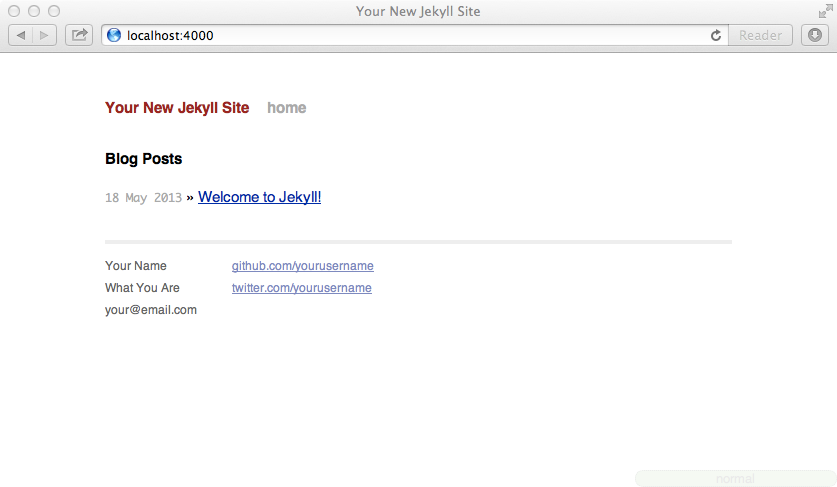 Your New Jekyll Site
localhost:4000
Reader
Your New Jekyll Site home
Blog Posts
18 May 2013 » Welcome to Jekyll!
Your Name github.com/yourusername
What You Are twitter.com/yourusername
your@email.com
normal